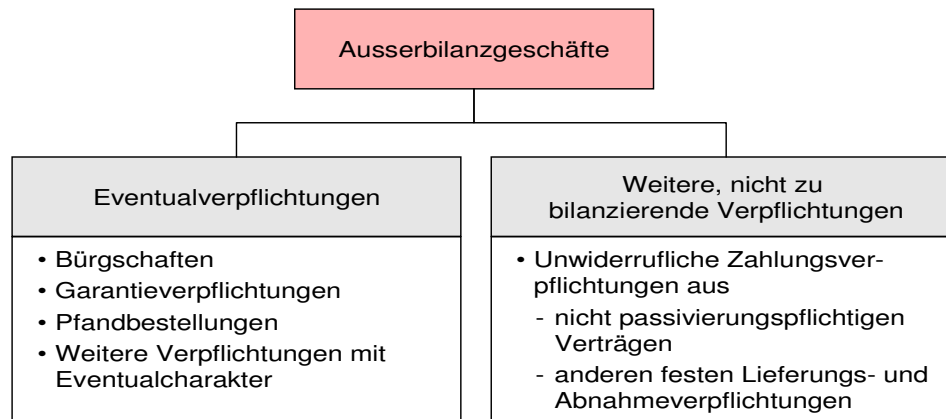 Ausserbilanzgeschäfte
Eventualverpflichtungen
• Bürgschaften
• Garantieverpflichtungen
• Pfandbestellungen
• Weitere Verpflichtungen mit
Eventualcharakter
Weitere, nicht zu
bilanzierende Verpflichtungen
• Unwiderrufliche Zahlungsver-
pflichtungen aus
- nicht passivierungspflichtigen
Verträgen
- anderen festen Lieferungs- und
Abnahmeverpflichtungen